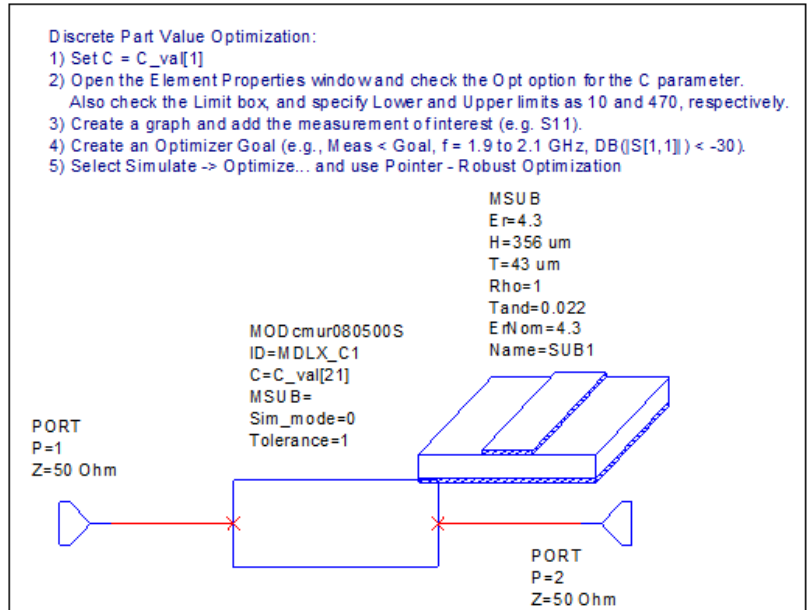 Discrete Part Value Optimization:
1) Set C = C_val[1]
2) Open the Element Properties window and check the Opt option for the C parameter.
Also check the Limit box, and specify Lower and Upper limits as 10 and 470, respectively.
3) Create a graph and add the measurement of interest (e.g. S11).
4) Create an Optimizer Goal (e.g., Meas < Goal, f = 1.9 to 2.1 GHz, DB(|S[1,1]|) < -30).
5) Select Simulate -> Optimize... and use Pointer - Robust Optimization
MSUB
Er=4.3
H=356 um
T=43 um
Rho=1
Tand=0.022
ErNom=4.3
Name=SUB1
MODcmur080500S
ID=MDLX_C1
C=C_val[21]
MSUB=
Sim_mode=0
Tolerance=1
PORT
P=1
Z=50 Ohm
PORT
P=2
Z=50 Ohm